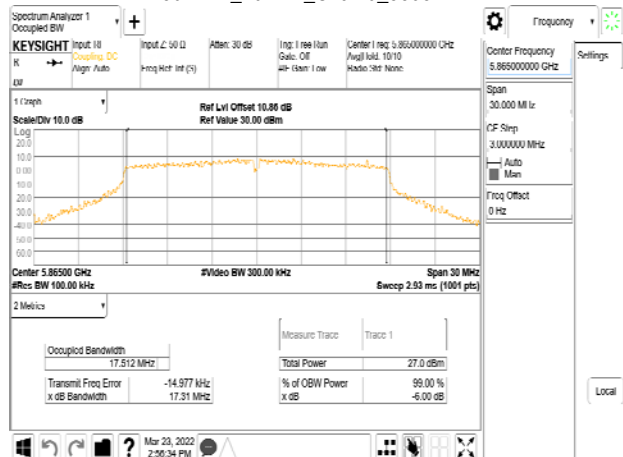 Spectrum Analyzer 1
Occupied BW
+
Frequency
KEYSIGHT
Input: RF
Coupling: DC
Align: Auto
Input Z: 50 Ω
Freq Ref: Int (S)
Atten: 30 dB
Trig: Free Run
Gate: Off
#IF Gain: Low
Center Freq: 5.865000000 GHz
Avg|Hold: 10/10
Radio Std: None
Center Frequency
5.865000000 GHz
Settings
Span
30.000 MHz
CF Step
3.000000 MHz
Auto
Man
Freq Offset
0 Hz
1 Graph
Scale/Div 10.0 dB
Ref Lvl Offset 10.86 dB
Ref Value 30.00 dBm
Log
20.0
10.0
0.00
-10.0
-20.0
-30.0
-40.0
-50.0
-60.0
Center 5.86500 GHz
#Res BW 100.00 kHz
#Video BW 300.00 kHz
Span 30 MHz
Sweep 2.93 ms (1001 pts)
2 Metrics
Measure Trace
Trace 1
Occupied Bandwidth
17.512 MHz
Total Power
27.0 dBm
Transmit Freq Error
-14.977 kHz
% of OBW Power
99.00 %
x dB Bandwidth
17.31 MHz
x dB
-6.00 dB
Local
?
Mar 23, 2022
2:56:34 PM